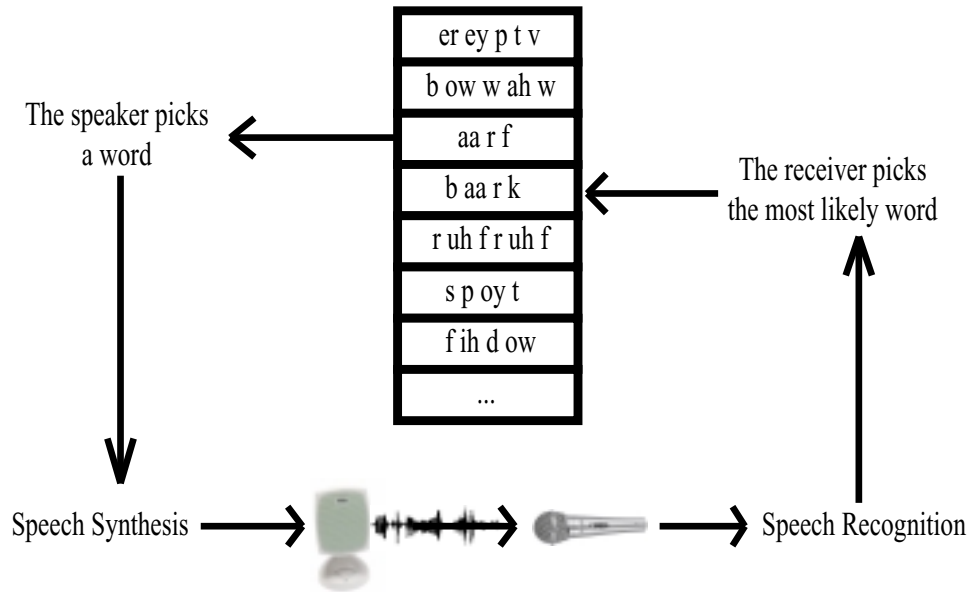 er ey p t v
b ow w ah w
aa r f
b aa r k
r uh f r uh f
s p oy t
f ih d ow
...
The speaker picks
a word
The receiver picks
the most likely word
Speech Synthesis
Speech Recognition